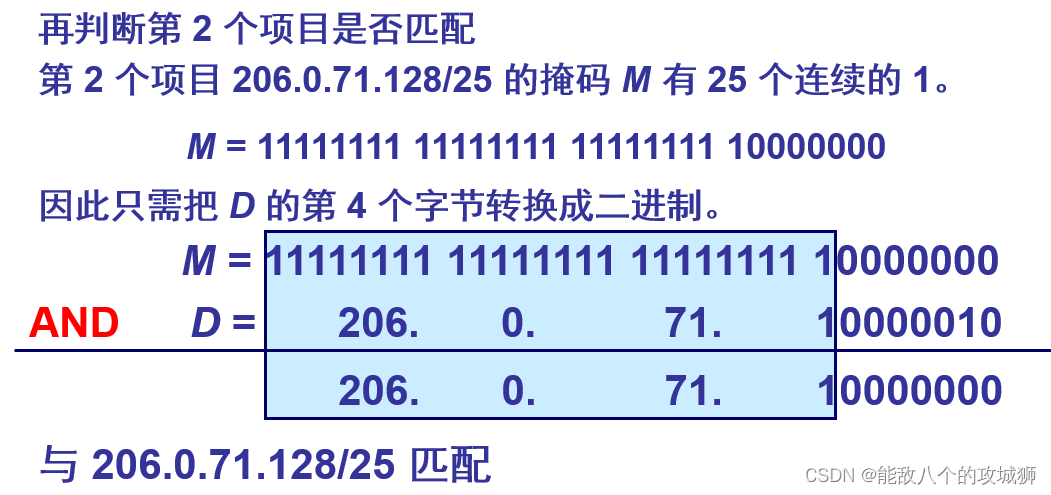 再判断第 2 个项目是否匹配
第 2 个项目 206.0.71.128/25 的掩码 M 有 25 个连续的 1。
M = 11111111 11111111 11111111 10000000
因此只需把 D 的第 4 个字节转换成二进制。
M = 11111111 11111111 11111111 10000000
AND D = 206. 0. 71. 10000010
206. 0. 71. 10000000
与 206.0.71.128/25 匹配
CSDN @能敌八个的攻城狮